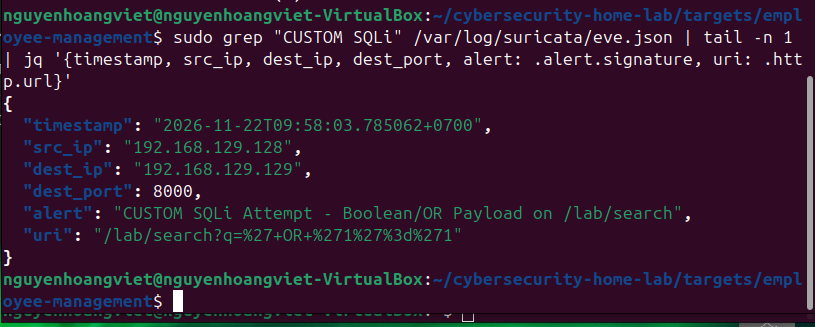 nguyenhoangviet@nguyenhoangviet-VirtualBox:~/cybersecurity-home-lab/targets/empl
oyee-management$ sudo grep "CUSTOM SQLi" /var/log/suricata/eve.json | tail -n 1
| jq '{timestamp, src_ip, dest_ip, dest_port, alert: .alert.signature, uri: .htt
p.url}'
{
  "timestamp": "2026-11-22T09:58:03.785062+0700",
  "src_ip": "192.168.129.128",
  "dest_ip": "192.168.129.129",
  "dest_port": 8000,
  "alert": "CUSTOM SQLi Attempt - Boolean/OR Payload on /lab/search",
  "uri": "/lab/search?q=%27+OR+%271%27%3d%271"
}
nguyenhoangviet@nguyenhoangviet-VirtualBox:~/cybersecurity-home-lab/targets/empl
oyee-management$